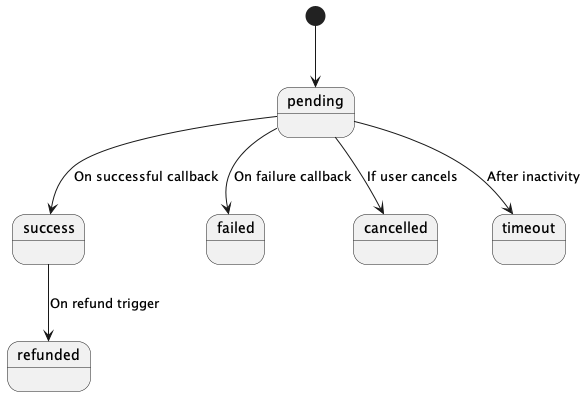 pending
On successful callback
On failure callback
If user cancels
After inactivity
success
failed
cancelled
timeout
On refund trigger
refunded